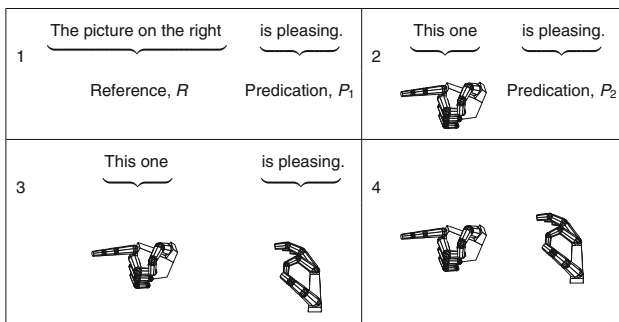 1
The picture on the right is pleasing.
Reference, R Predication, P1
2
This one is pleasing.
Predication, P2
3
This one is pleasing.
4